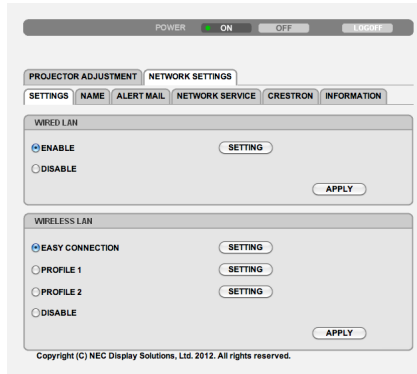 POWER ON OFF LOGOFF
PROJECTOR ADJUSTMENT NETWORK SETTINGS
SETTINGS NAME ALERT MAIL NETWORK SERVICE CRESTRON INFORMATION
WIRED LAN
ENABLE SETTING
DISABLE
APPLY
WIRELESS LAN
EASY CONNECTION SETTING
PROFILE 1 SETTING
PROFILE 2 SETTING
DISABLE
APPLY
Copyright (C) NEC Display Solutions, Ltd. 2012. All rights reserved.